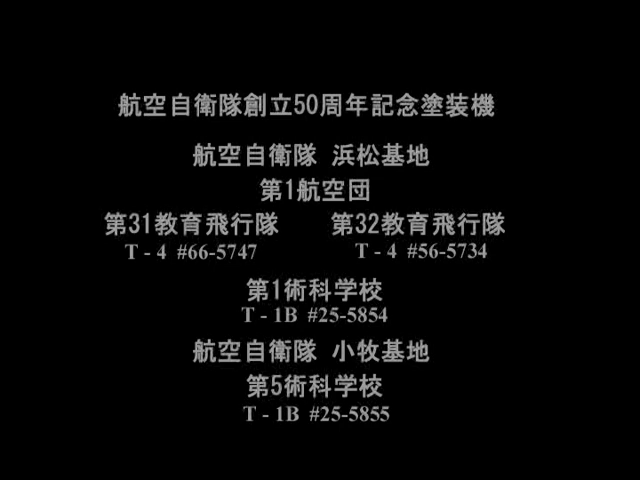 航空自衛隊創立50周年記念塗装機
航空自衛隊 浜松基地
第1航空団
第31教育飛行隊 第32教育飛行隊
T - 4 #66-5747 T - 4 #56-5734
第1術科学校
T - 1B #25-5854
航空自衛隊 小牧基地
第5術科学校
T - 1B #25-5855